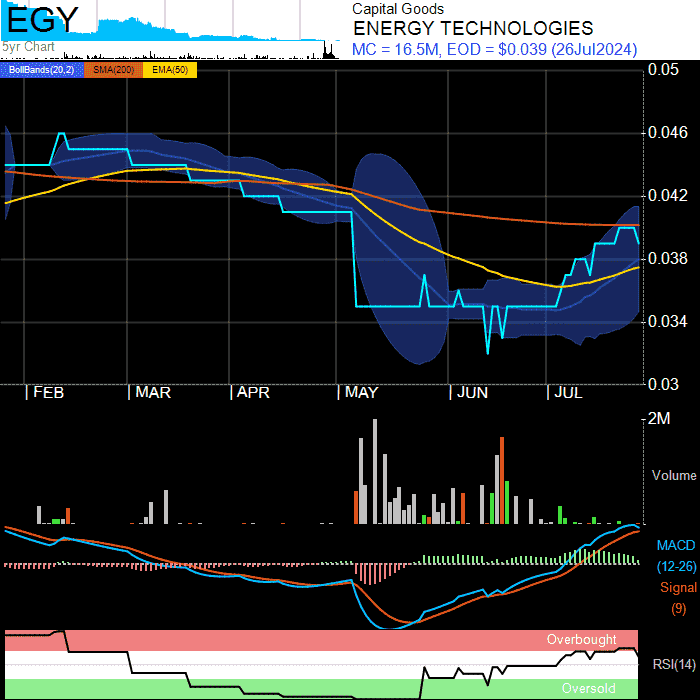 EGY
5yr Chart
Capital Goods
ENERGY TECHNOLOGIES
MC = 16.5M, EOD = $0.039 (26Jul2024)
BollBands(20,2) SMA(200) EMA(50)
0.05
0.046
0.042
0.038
0.034
0.03
| FEB | MAR | APR | MAY | JUN | JUL
2M
Volume
MACD
(12-26)
Signal
(9)
Overbought
RSI(14)
Oversold